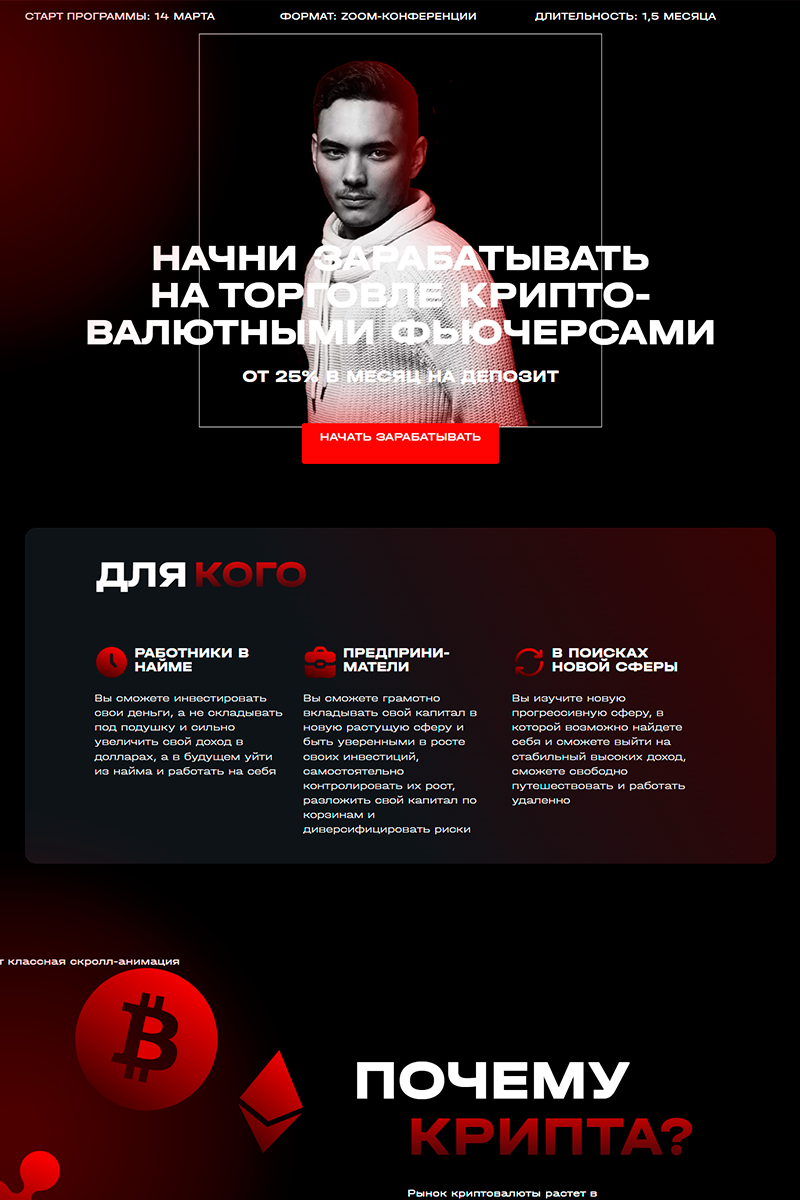 СТАРТ ПРОГРАММЫ: 14 МАРТА
ФОРМАТ: ZOOM-КОНФЕРЕНЦИИ
ДЛИТЕЛЬНОСТЬ: 1,5 МЕСЯЦА
НАЧНИ ЗАРАБАТЫВАТЬ
НА ТОРГОВЛЕ КРИПТО-
ВАЛЮТНЫМИ ФЬЮЧЕРСАМИ
ОТ 25% В МЕСЯЦ НА ДЕПОЗИТ
НАЧАТЬ ЗАРАБАТЫВАТЬ
ДЛЯ КОГО
РАБОТНИКИ В
НАЙМЕ
Вы сможете инвестировать
свои деньги, а не складывать
под подушку и сильно
увеличить свой доход в
долларах, а в будущем уйти
из найма и работать на себя
ПРЕДПРИНИ-
МАТЕЛИ
Вы сможете грамотно
вкладывать свой капитал в
новую растущую сферу и
быть уверенными в росте
своих инвестиций,
самостоятельно
контролировать их рост,
разложить свой капитал по
корзинам и
диверсифицировать риски
В ПОИСКАХ
НОВОЙ СФЕРЫ
Вы изучите новую
прогрессивную сферу, в
которой возможно найдете
себя и сможете выйти на
стабильный высоких доход,
сможете свободно
путешествовать и работать
удаленно
т классная скролл-анимация
ПОЧЕМУ
КРИПТА?
Рынок криптовалюты растет в